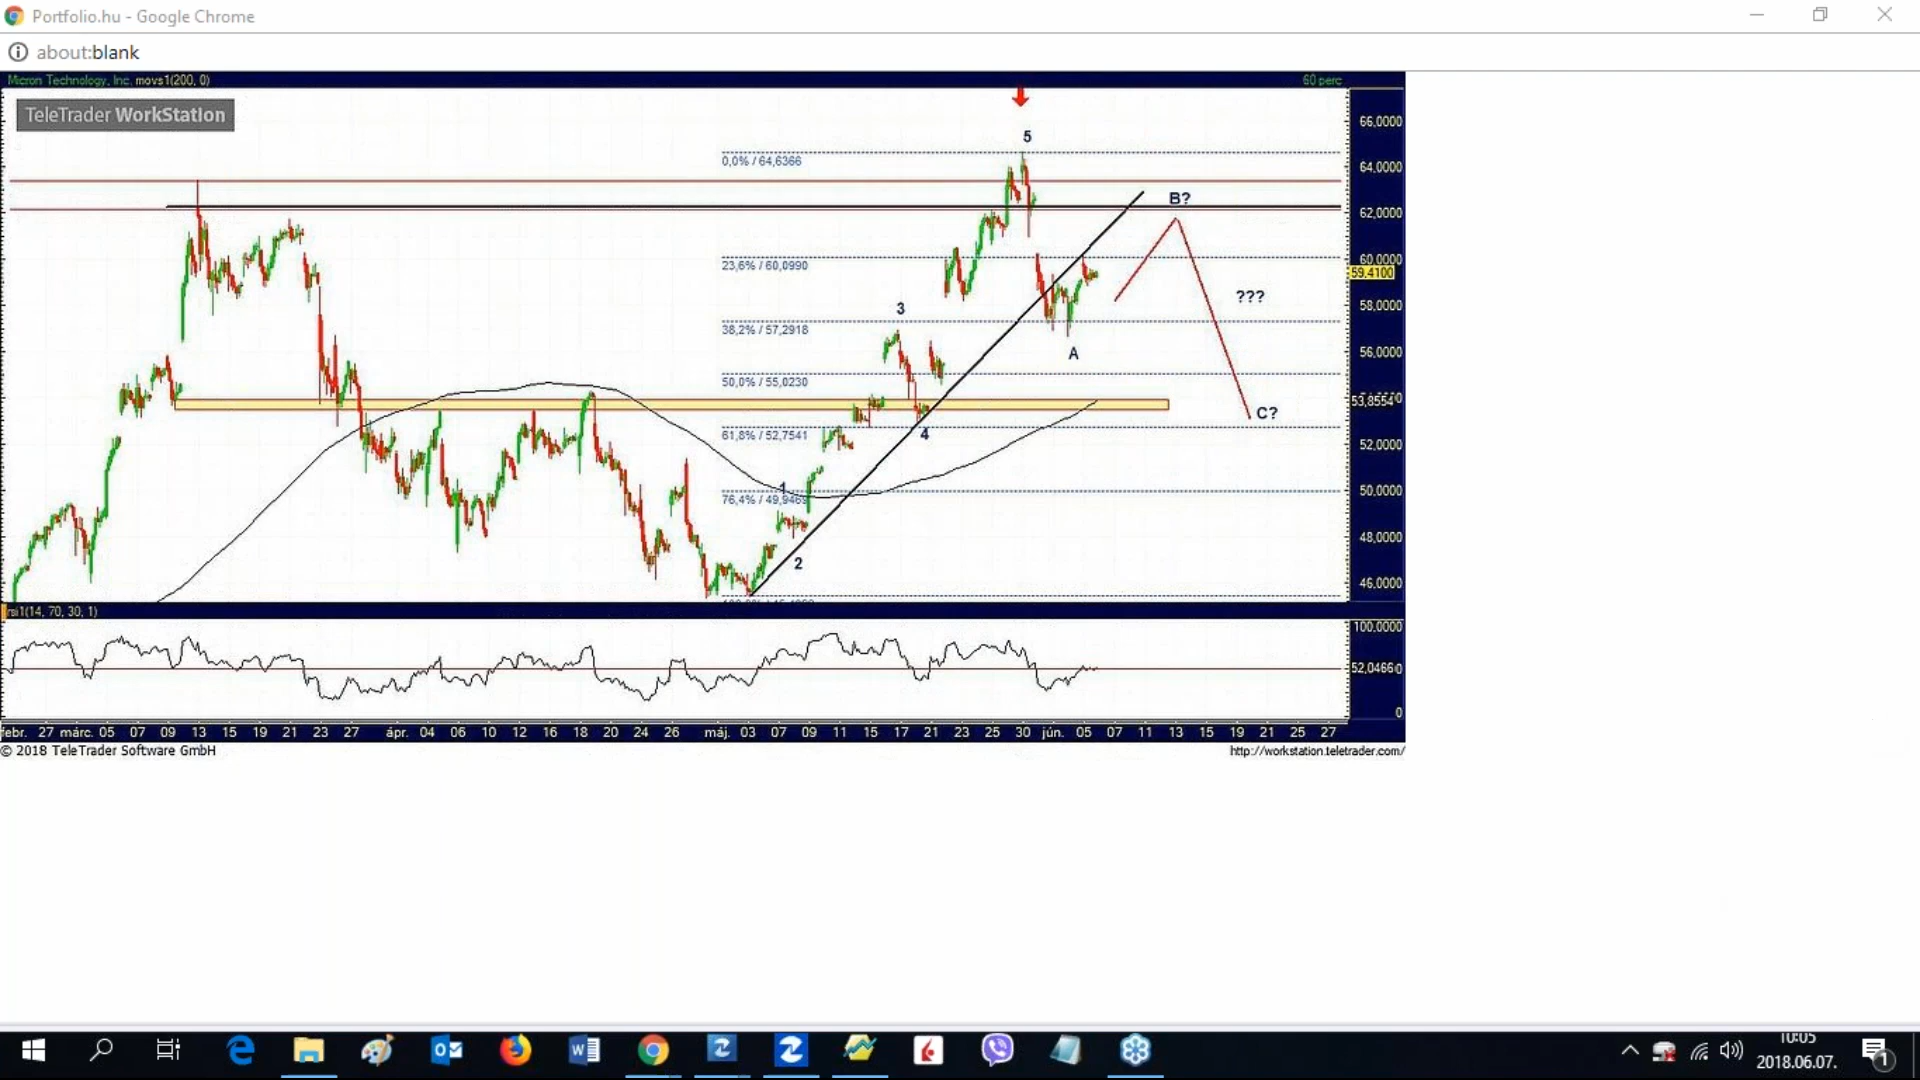 Portfolio.hu - Google Chrome
about:blank
Micron Technology, Inc. movs1(200, 0)
60 perc
TeleTrader WorkStation
66,0000
5
0,0% / 64,6366
64,0000
B?
62,0000
23,6% / 60,0990
60,0000
59,4100
???
58,0000
3
38,2% / 57,2918
A
56,0000
50,0% / 55,0230
53,8554
C?
4
61,8% / 52,7541
52,0000
1
76,4% / 49,9469
50,0000
48,0000
2
46,0000
rsi1(14, 70, 30, 1)
100,0000
52,0466
0
febr. 27 márc. 05 07 09 13 15 19 21 23 27 ápr. 04 06 10 12 16 18 20 24 26 máj. 03 07 09 11 15 17 21 23 25 30 jún. 05 07 11 13 15 19 21 25 27
© 2018 TeleTrader Software GmbH
http://workstation.teletrader.com/
10:05
2018.06.07.
1